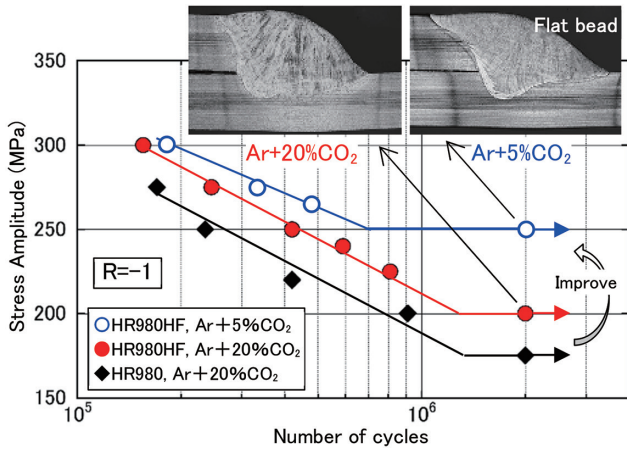 Flat bead
Ar+20%CO₂
Ar+5%CO₂
350
300
250
200
150
Stress Amplitude (MPa)
R=-1
Improve
HR980HF, Ar+5%CO₂
HR980HF, Ar+20%CO₂
HR980, Ar+20%CO₂
10⁵
10⁶
Number of cycles